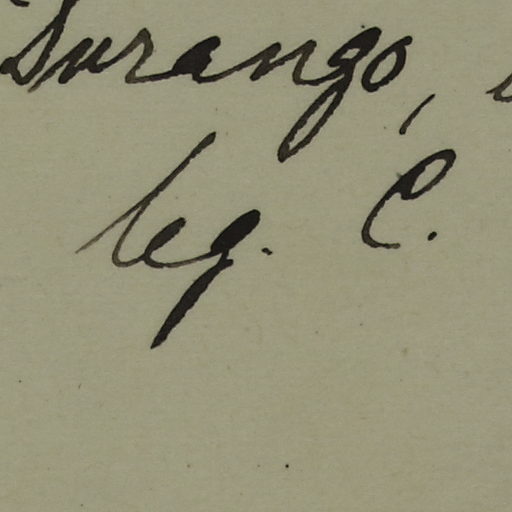 Durango,
leg. C.